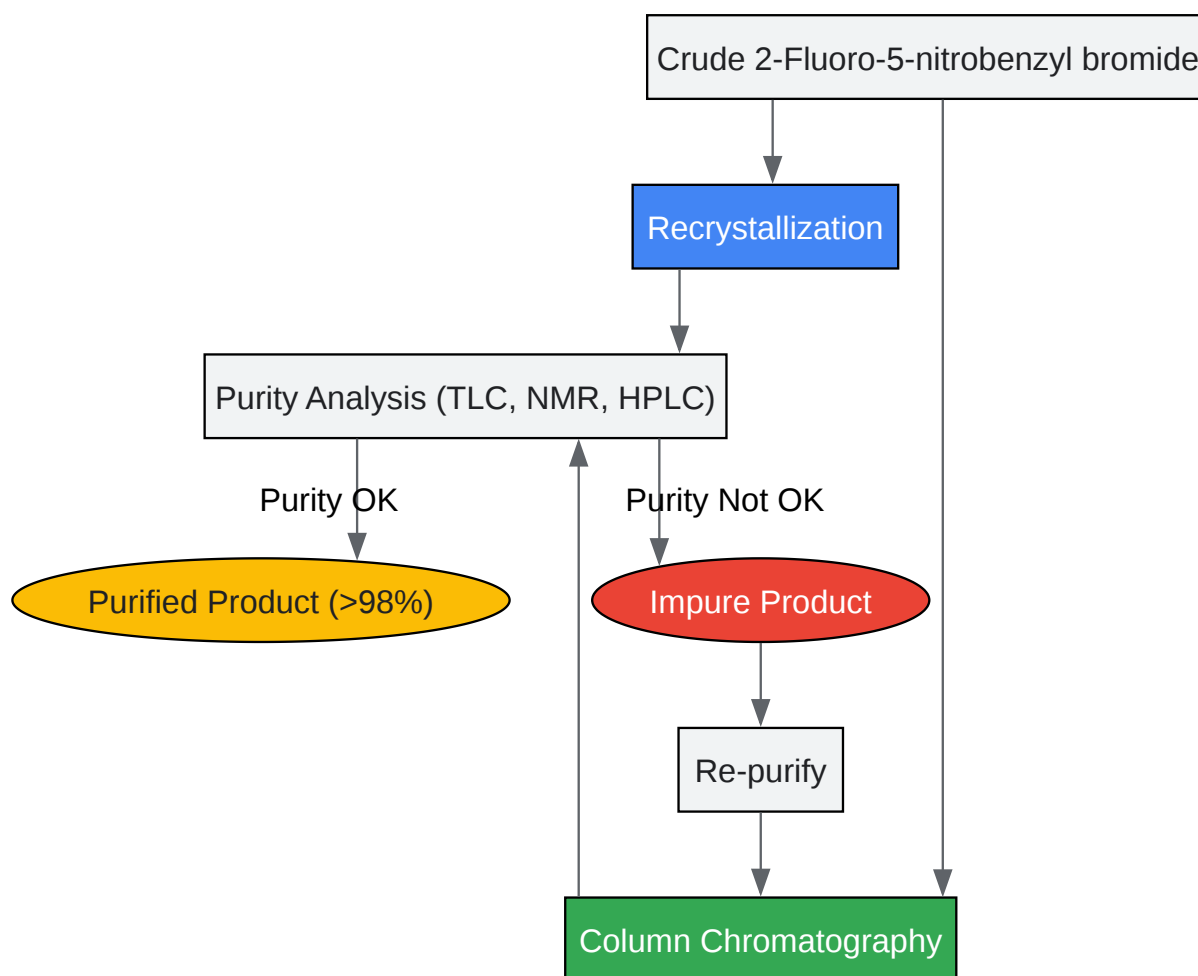 Crude 2-Fluoro-5-nitrobenzyl bromide
Recrystallization
Purity Analysis (TLC, NMR, HPLC)
Purity OK
Purity Not OK
Purified Product (>98%)
Impure Product
Re-purify
Column Chromatography